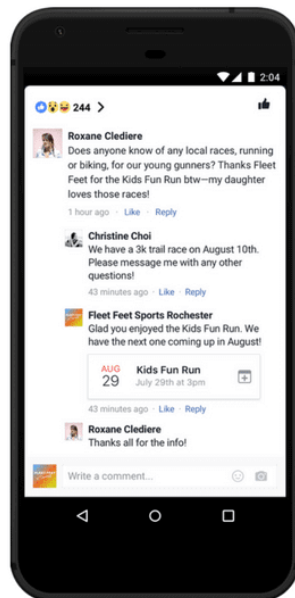 2:04
244
Roxane Clediere
Does anyone know of any local races, running
or biking, for our young gunners? Thanks Fleet
Feet for the Kids Fun Run btw—my daughter
loves those races!
1 hour ago · Like · Reply
Christine Choi
We have a 3k trail race on August 10th.
Please message me with any other
questions!
43 minutes ago · Like · Reply
Fleet Feet Sports Rochester
Glad you enjoyed the Kids Fun Run. We
have the next one coming up in August!
AUG
29
Kids Fun Run
July 29th at 3pm
43 minutes ago · Like · Reply
Roxane Clediere
Thanks all for the info!
Write a comment...